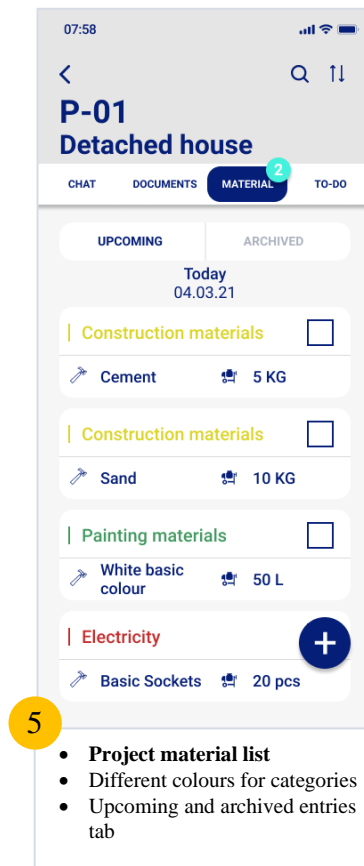 07:58
P-01
Detached house
CHAT DOCUMENTS MATERIAL 2 TO-DO
UPCOMING ARCHIVED
Today
04.03.21
Construction materials
Cement 5 KG
Construction materials
Sand 10 KG
Painting materials
White basic
colour 50 L
Electricity
+
Basic Sockets 20 pcs
5
• Project material list
• Different colours for categories
• Upcoming and archived entries
tab